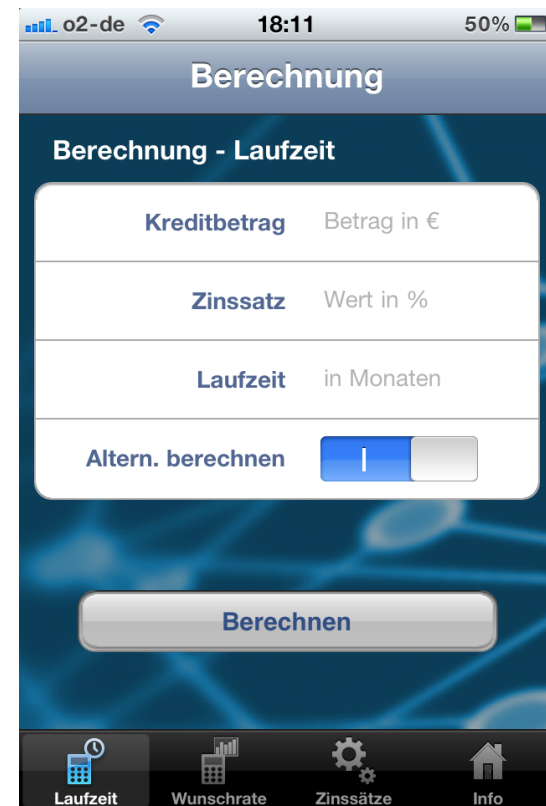 o2-de 18:11 50%
Berechnung
Berechnung - Laufzeit
Kreditbetrag Betrag in €
Zinssatz Wert in %
Laufzeit in Monaten
Altern. berechnen
Berechnen
Laufzeit Wunschrate Zinssätze Info